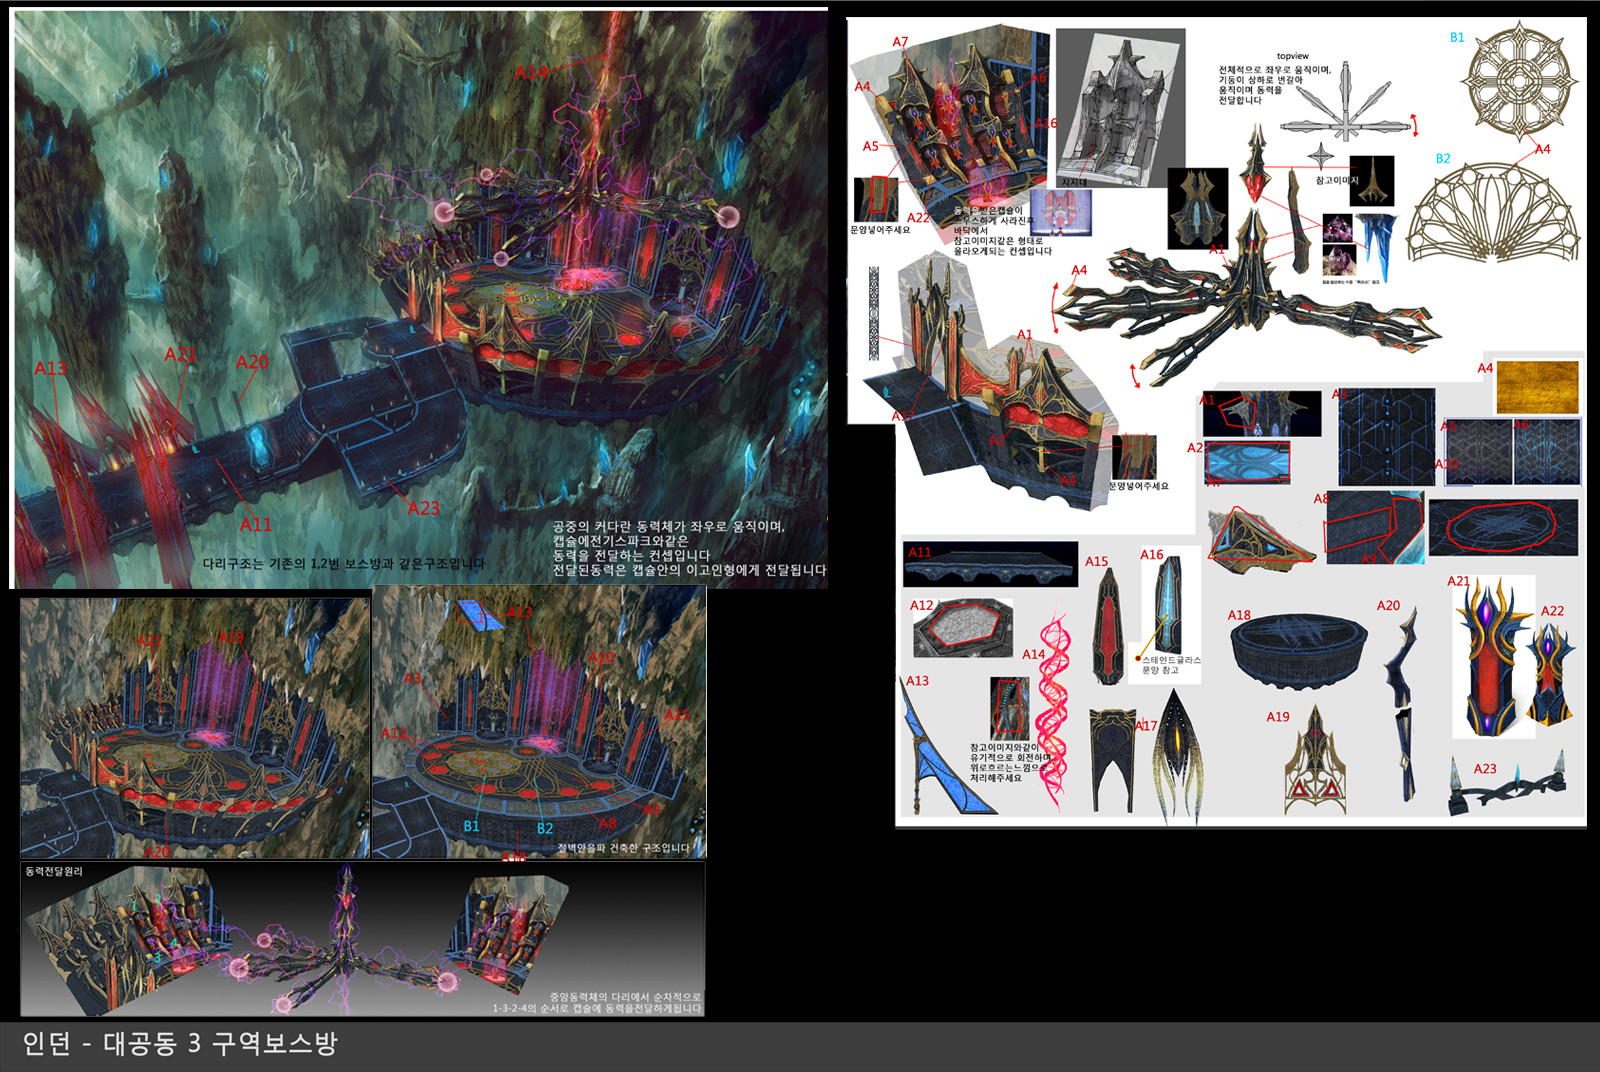 A14
A13
A21
A20
A11
A23
다리구조는 기존의 1,2번 보스방과 같은구조입니다
공중의 커다란 동력체가 좌우로 움직이며,
캡슐에전기스파크와같은
동력을 전달하는 컨셉입니다
전달된동력은 캡슐안의 이고인형에게 전달됩니다
A21
A19
A20
A13
A3
A19
A15
A12
A9
A8
B1
B2
절벽안을파 건축한 구조입니다
동력전달원리
1
2
3
4
중앙동력체의 다리에서 순차적으로
1-3-2-4의 순서로 캡슐에 동력을전달하게됩니다
A7
A4
A6
A16
A5
A22
문양넣어주세요
지지대
동력을받은캡슐이
사라진후
바닥에서
참고이미지같은 형태로
올라오게되는 컨셉입니다
topview
전체적으로 좌우로 움직이며,
기둥이 상하로 번갈아
움직이며 동력을
전달합니다
참고이미지
B1
A4
B2
A1
A4
A1
A2
A4
문양넣어주세요
A4
A1
A2
A7
A3
A5
A6
A10
A8
A9
A11
A12
A13
A14
참고이미지와같이
유기적으로 회전하며
위로흐르는느낌으로
처리해주세요
A15
A16
스테인드글라스
문양 참고
A17
A18
A19
A20
A21
A22
A23
인던 - 대공동 3 구역보스방